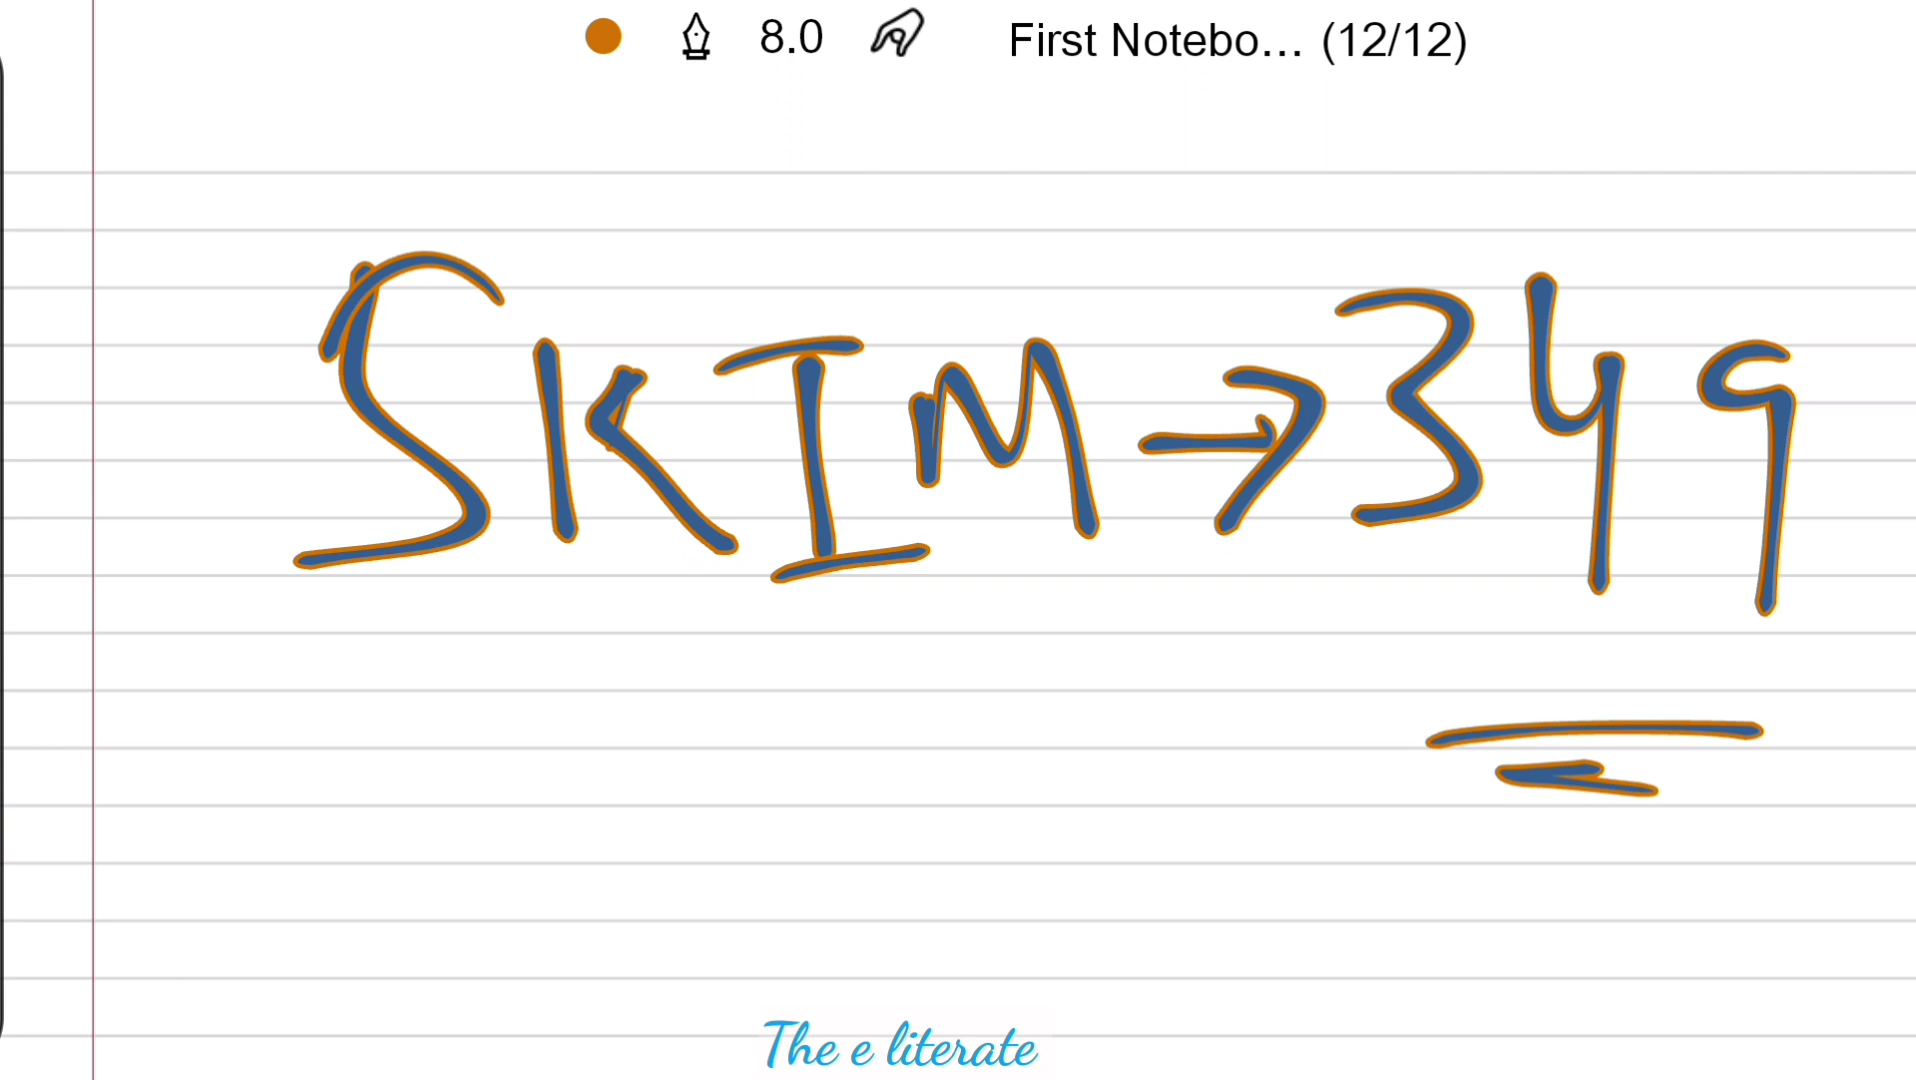 8.0 First Notebo... (12/12)
SKIM→349
The e literate